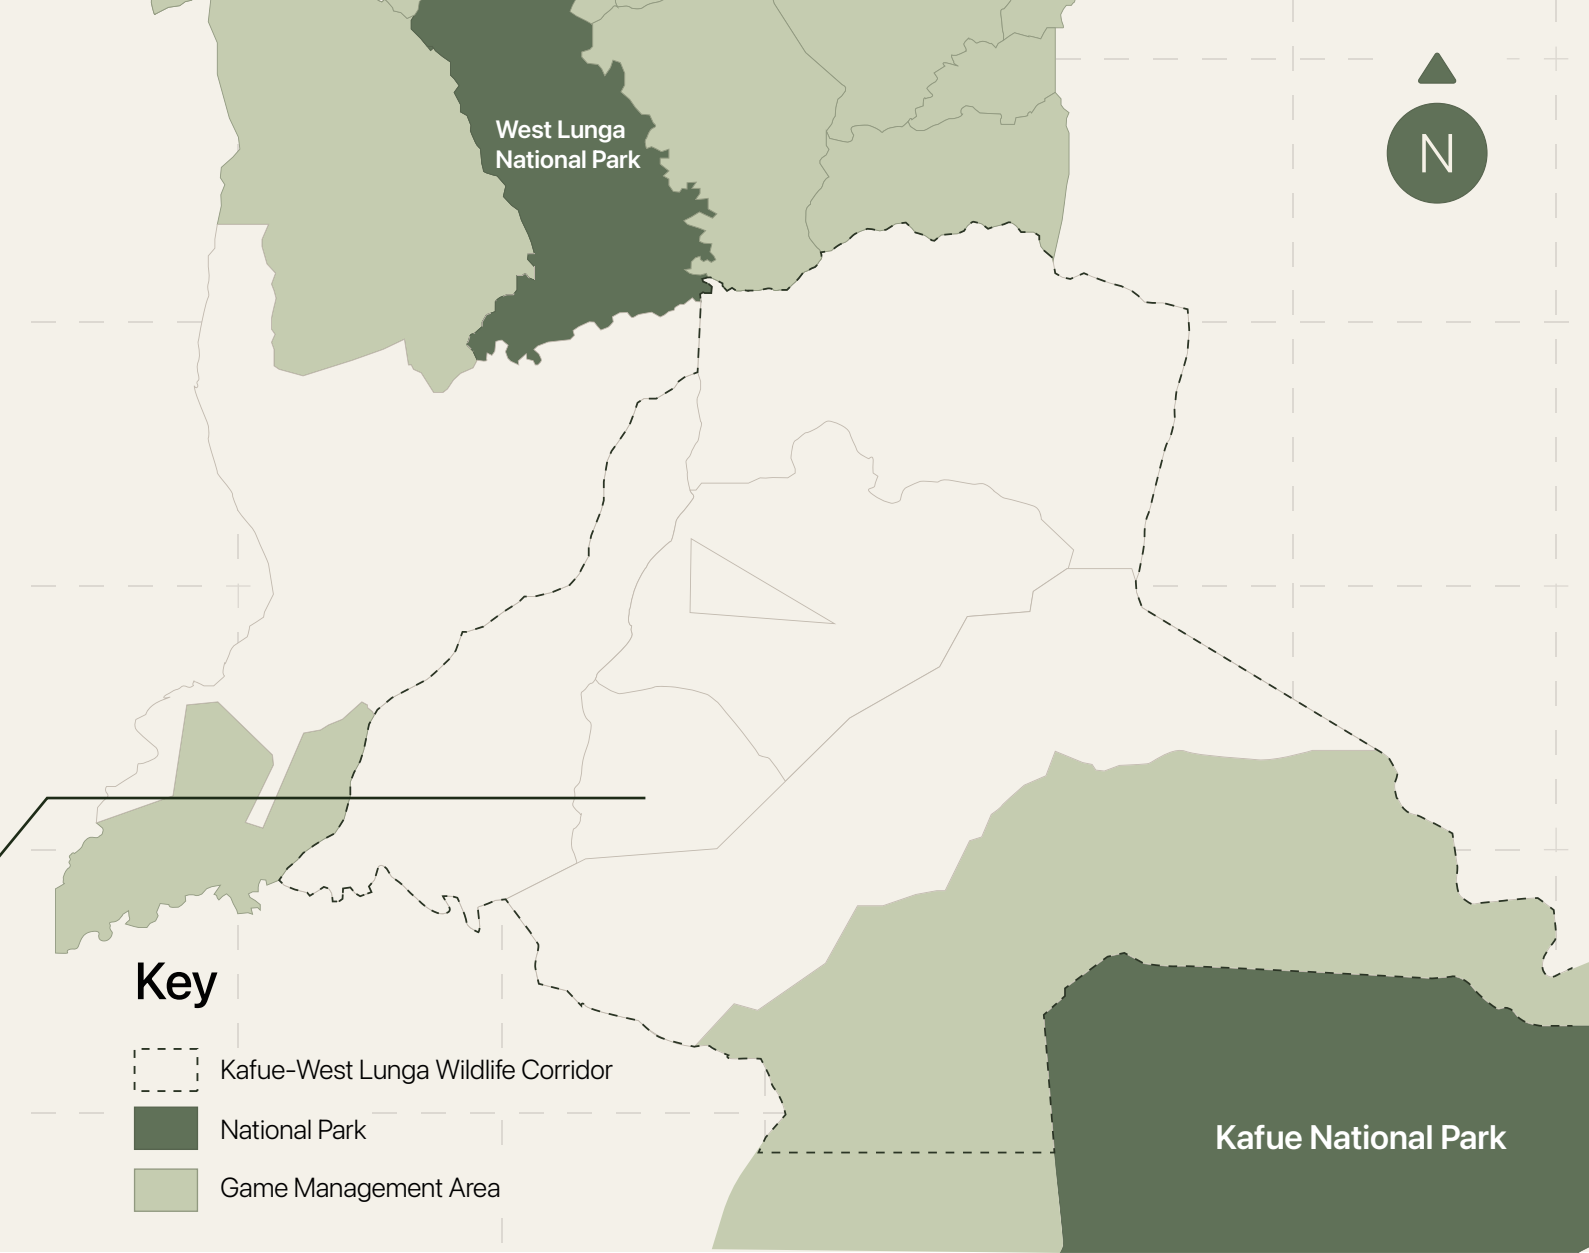 West Lunga
National Park
N
Key
Kafue-West Lunga Wildlife Corridor
National Park
Game Management Area
Kafue National Park